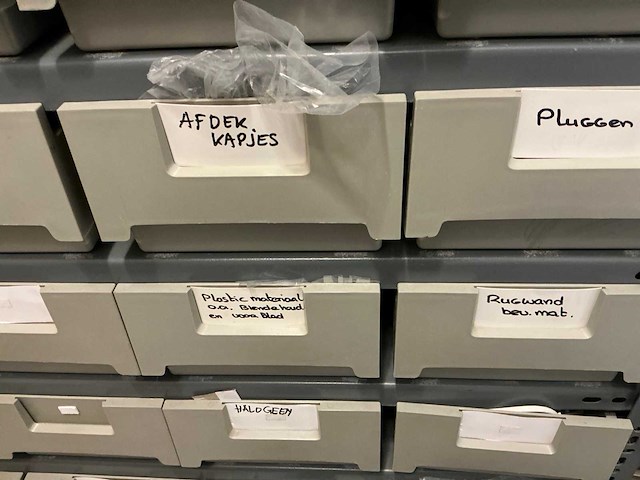 AFDEK.
KAPJES
Pluggen
Plastic materiaal
o.a. Blendehoud
en voor Blad
Rugwand
bev. mat.
HALOGEEN